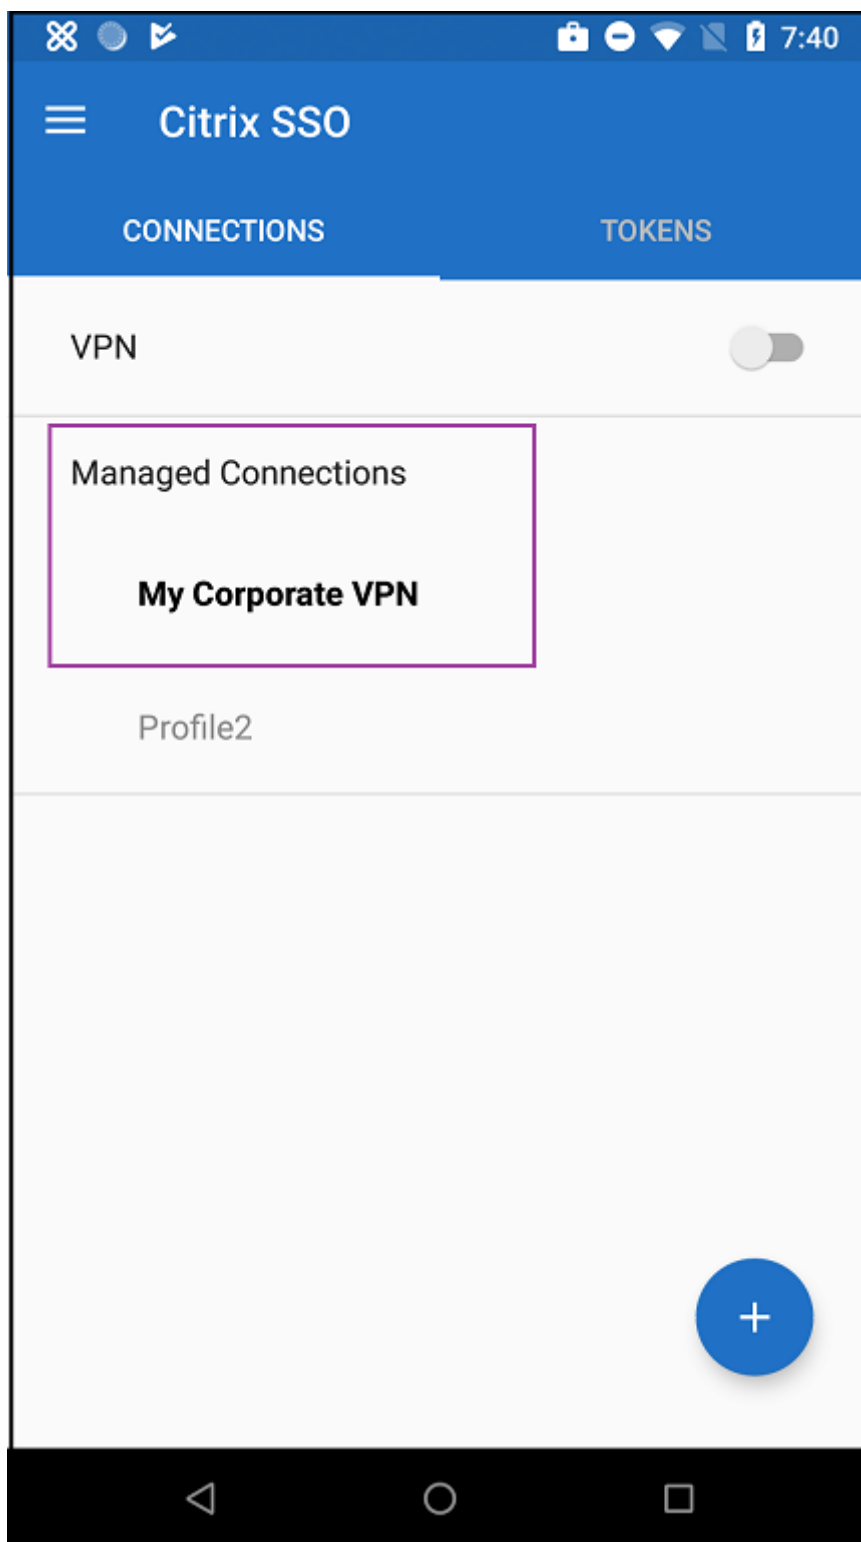 7:40
Citrix SSO
CONNECTIONS TOKENS
VPN
Managed Connections
My Corporate VPN
Profile2